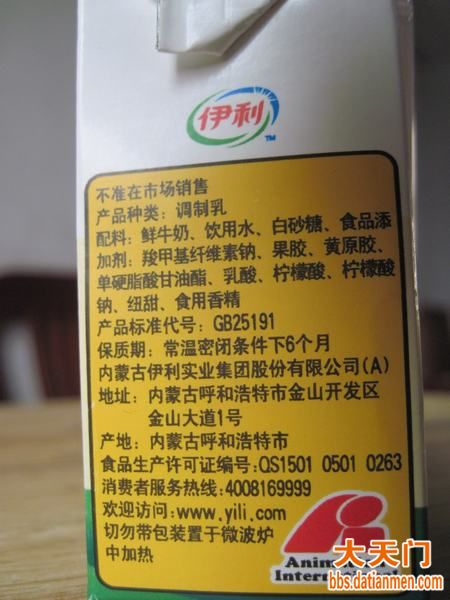 伊利
TM
不准在市场销售
产品种类：调制乳
配料：鲜牛奶、饮用水、白砂糖、食品添
加剂：羧甲基纤维素钠、果胶、黄原胶、
单硬脂酸甘油酯、乳酸、柠檬酸、柠檬酸
钠、纽甜、食用香精
产品标准代号：GB25191
保质期：常温密闭条件下6个月
内蒙古伊利实业集团股份有限公司(A)
地址：内蒙古呼和浩特市金山开发区
金山大道1号
产地：内蒙古呼和浩特市
食品生产许可证编号:QS1501 0501 0263
消费者服务热线:4008169999
欢迎访问:www.yili.com
切勿带包装置于微波炉
中加热
International
大天门
bbs.datianmen.com